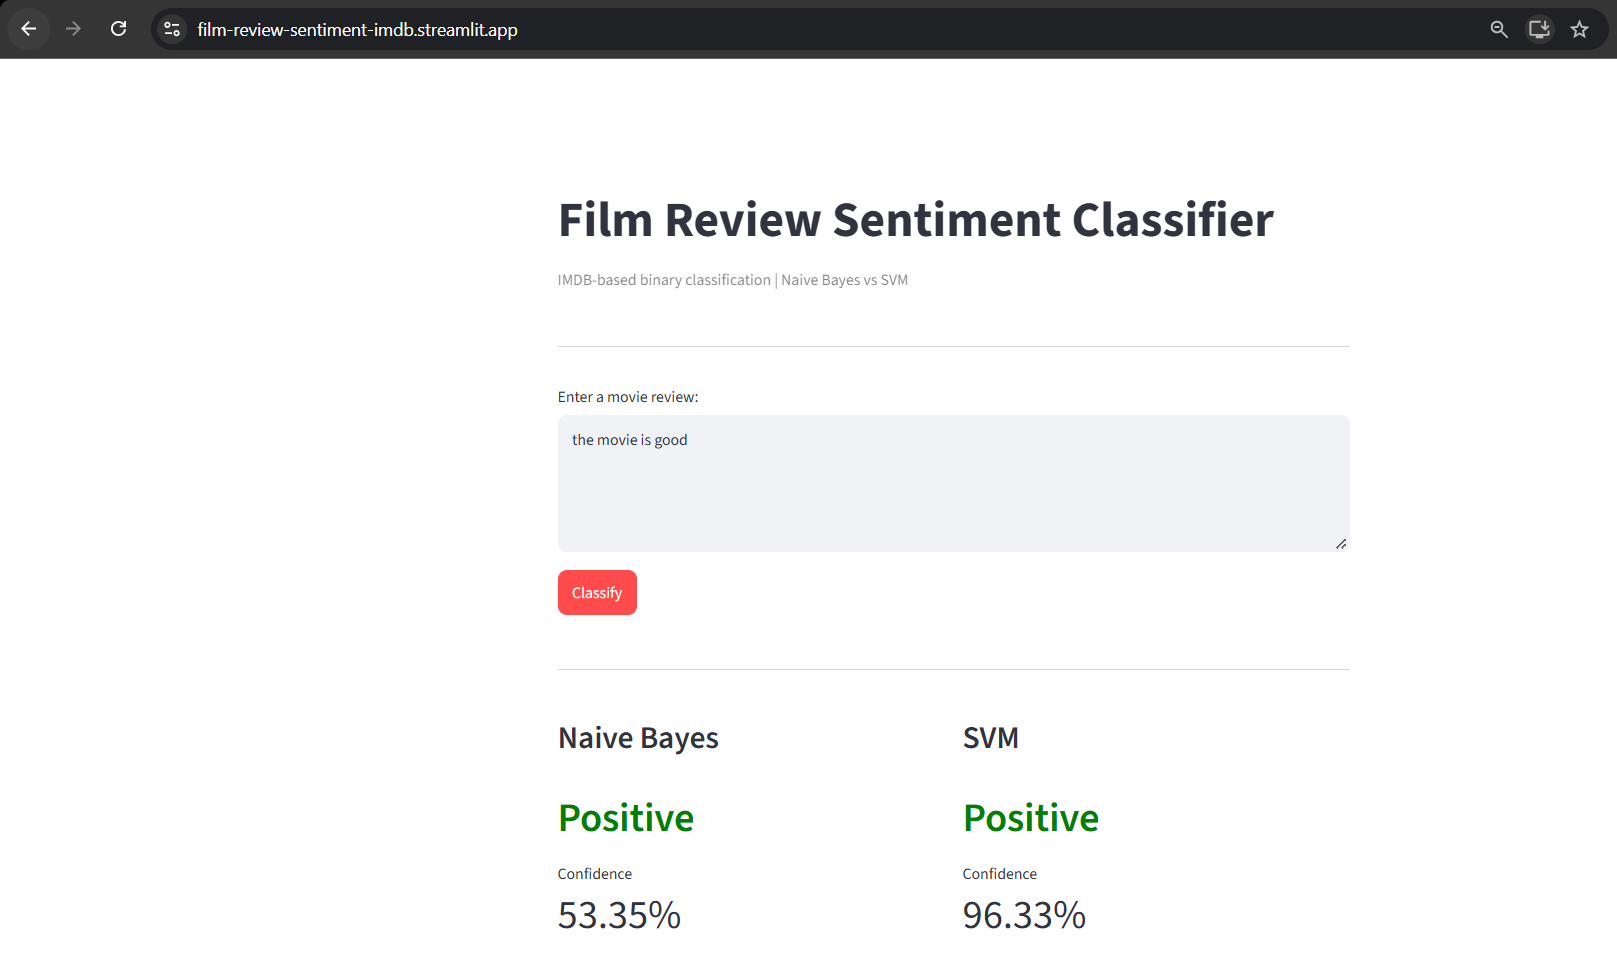 film-review-sentiment-imdb.streamlit.app
Film Review Sentiment Classifier
IMDB-based binary classification | Naive Bayes vs SVM
Enter a movie review:
the movie is good
Classify
Naive Bayes
SVM
Positive
Positive
Confidence
Confidence
53.35%
96.33%